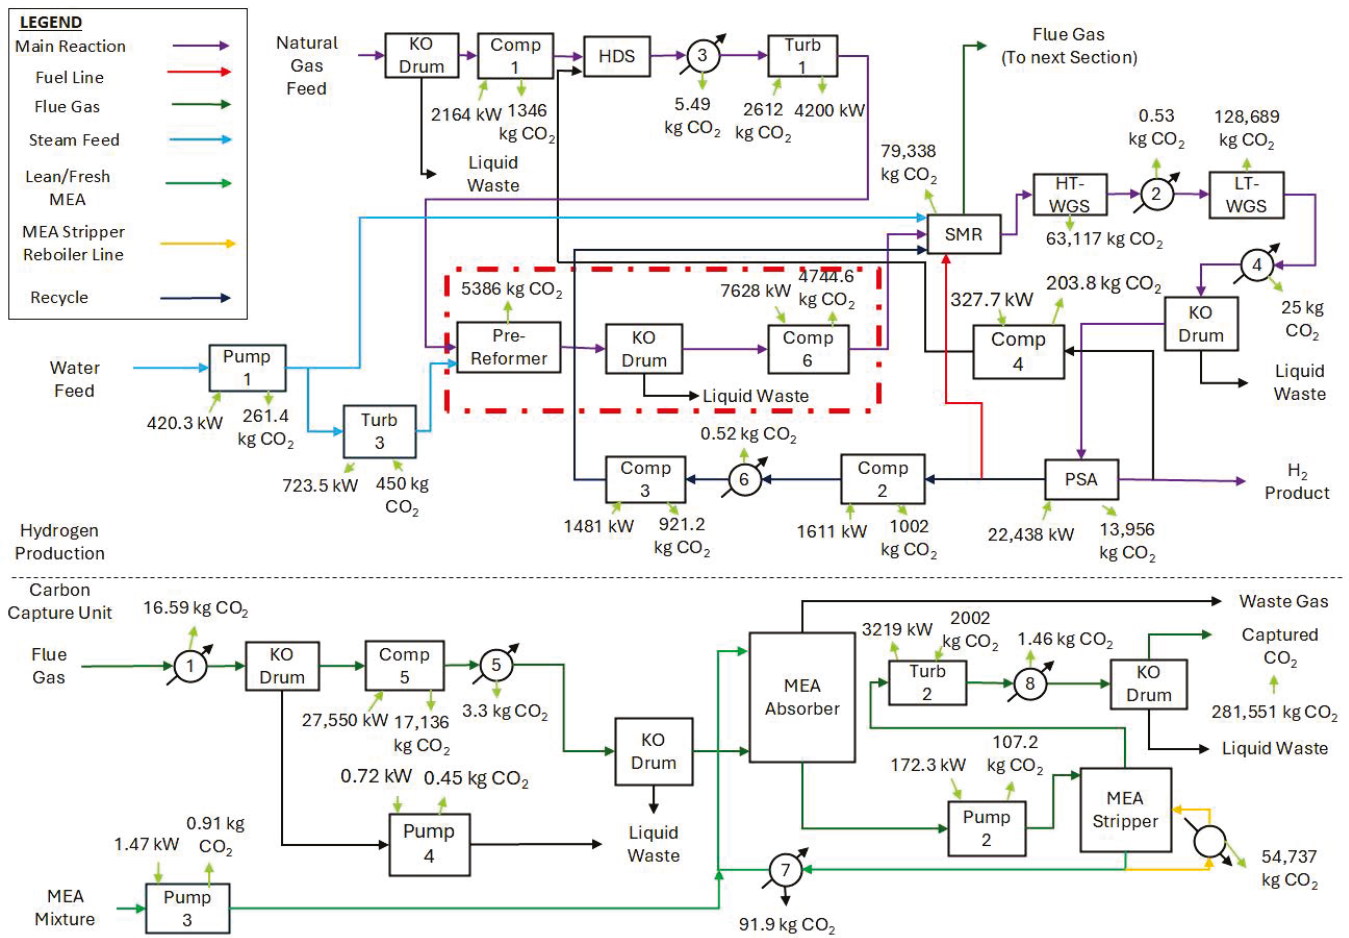 LEGEND
Main Reaction
Fuel Line
Flue Gas
Steam Feed
Lean/Fresh
MEA
MEA Stripper
Reboiler Line
Recycle
Natural
Gas
Feed
KO
Drum
Comp
1
2164 kW
1346
kg CO₂
Liquid
Waste
HDS
3
5.49
kg CO₂
Turb
1
2612
kg CO₂
4200 kW
Flue Gas
(To next Section)
79,338
kg CO₂
SMR
HT-
WGS
63,117 kg CO₂
0.53
kg CO₂
2
128,689
kg CO₂
LT-
WGS
4
25 kg
CO₂
KO
Drum
Liquid
Waste
327.7 kW
203.8 kg CO₂
Comp
4
5386 kg CO₂
Pre-
Reformer
KO
Drum
Liquid Waste
7628 kW
4744.6
kg CO₂
Comp
6
Water
Feed
Pump
1
420.3 kW
261.4
kg CO₂
Turb
3
723.5 kW
450 kg
CO₂
Comp
3
1481 kW
921.2
kg CO₂
0.52 kg CO₂
6
Comp
2
1611 kW
1002
kg CO₂
PSA
22,438 kW
13,956
kg CO₂
H₂
Product
Hydrogen
Production
Carbon
Capture Unit
Flue
Gas
16.59 kg CO₂
1
KO
Drum
Comp
5
27,550 kW
17,136
kg CO₂
5
3.3 kg CO₂
KO
Drum
Liquid
Waste
0.72 kW
0.45 kg CO₂
Pump
4
MEA
Mixture
1.47 kW
0.91 kg
CO₂
Pump
3
7
91.9 kg CO₂
MEA
Absorber
Waste Gas
3219 kW
2002
kg CO₂
Turb
2
1.46 kg CO₂
8
KO
Drum
Captured
CO₂
281,551 kg CO₂
Liquid Waste
172.3 kW
107.2
kg CO₂
Pump
2
MEA
Stripper
54,737
kg CO₂